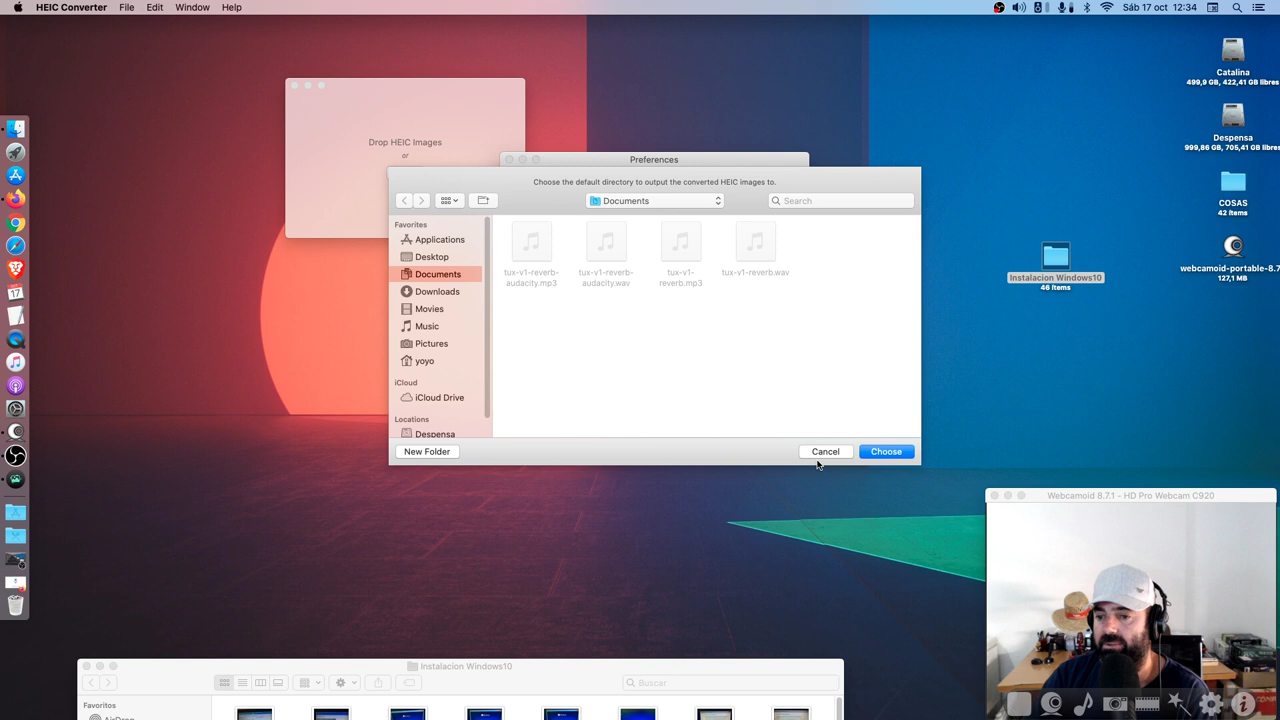 HEIC Converter File Edit Window Help
Sáb 17 oct 12:34
17
Catalina
499,9 GB, 422,41 GB libres
Despensa
999,86 GB, 705,41 GB libres
COSAS
42 items
Instalacion Windows10
46 items
webcamoid-portable-8.7
127,1 MB
Drop HEIC Images
or
Preferences
Choose the default directory to output the converted HEIC images to.
Documents
Search
Favorites
Applications
Desktop
Documents
Downloads
Movies
Music
Pictures
yoyo
iCloud
iCloud Drive
Locations
Despensa
tux-v1-reverb-
audacity.mp3
tux-v1-reverb-
audacity.wav
tux-v1-
reverb.mp3
tux-v1-reverb.wav
New Folder
Cancel
Choose
Webcamoid 8.7.1 - HD Pro Webcam C920
Instalacion Windows10
Buscar
Favoritos
AirDrop